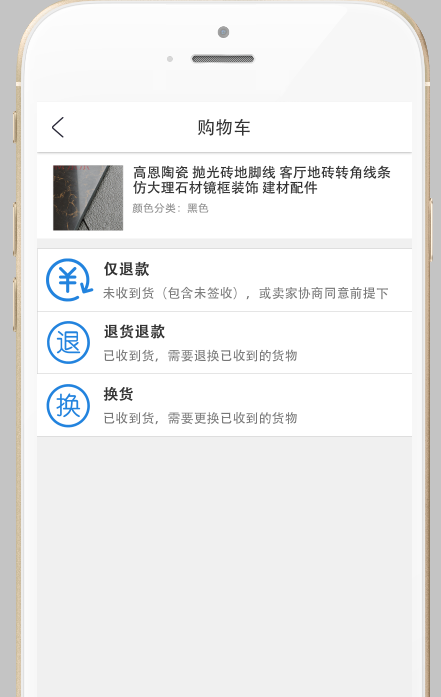 购物车
高恩陶瓷 抛光砖地脚线 客厅地砖转角线条
仿大理石材镜框装饰 建材配件
颜色分类：黑色
仅退款
未收到货（包含未签收），或卖家协商同意前提下
退
退货退款
已收到货，需要退换已收到的货物
换
换货
已收到货，需要更换已收到的货物